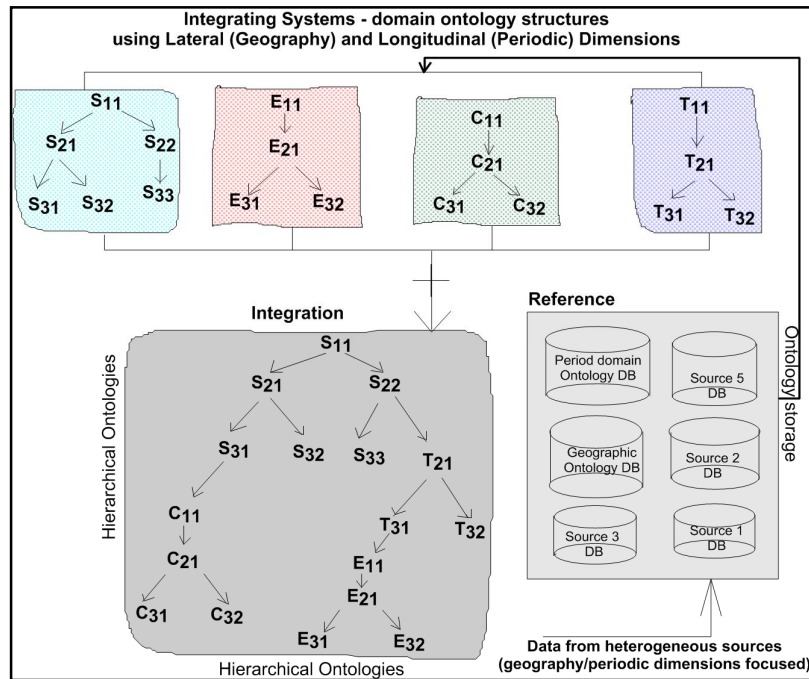 Integrating Systems - domain ontology structures
using Lateral (Geography) and Longitudinal (Periodic) Dimensions
S11
S21 S22
S31 S32 S33
E11
E21
E31 E32
C11
C21
C31 C32
T11
T21
T31 T32
Integration
Hierarchical Ontologies
S11
S21 S22
S31 S32 S33 T21
C11 T31 T32
C21 E11
C31 C32 E21
E31 E32
Hierarchical Ontologies
Reference
Period domain
Ontology DB
Source 5
DB
Geographic
Ontology DB
Source 2
DB
Source 3
DB
Source 1
DB
Ontology storage
Data from heterogeneous sources
(geography/periodic dimensions focused)